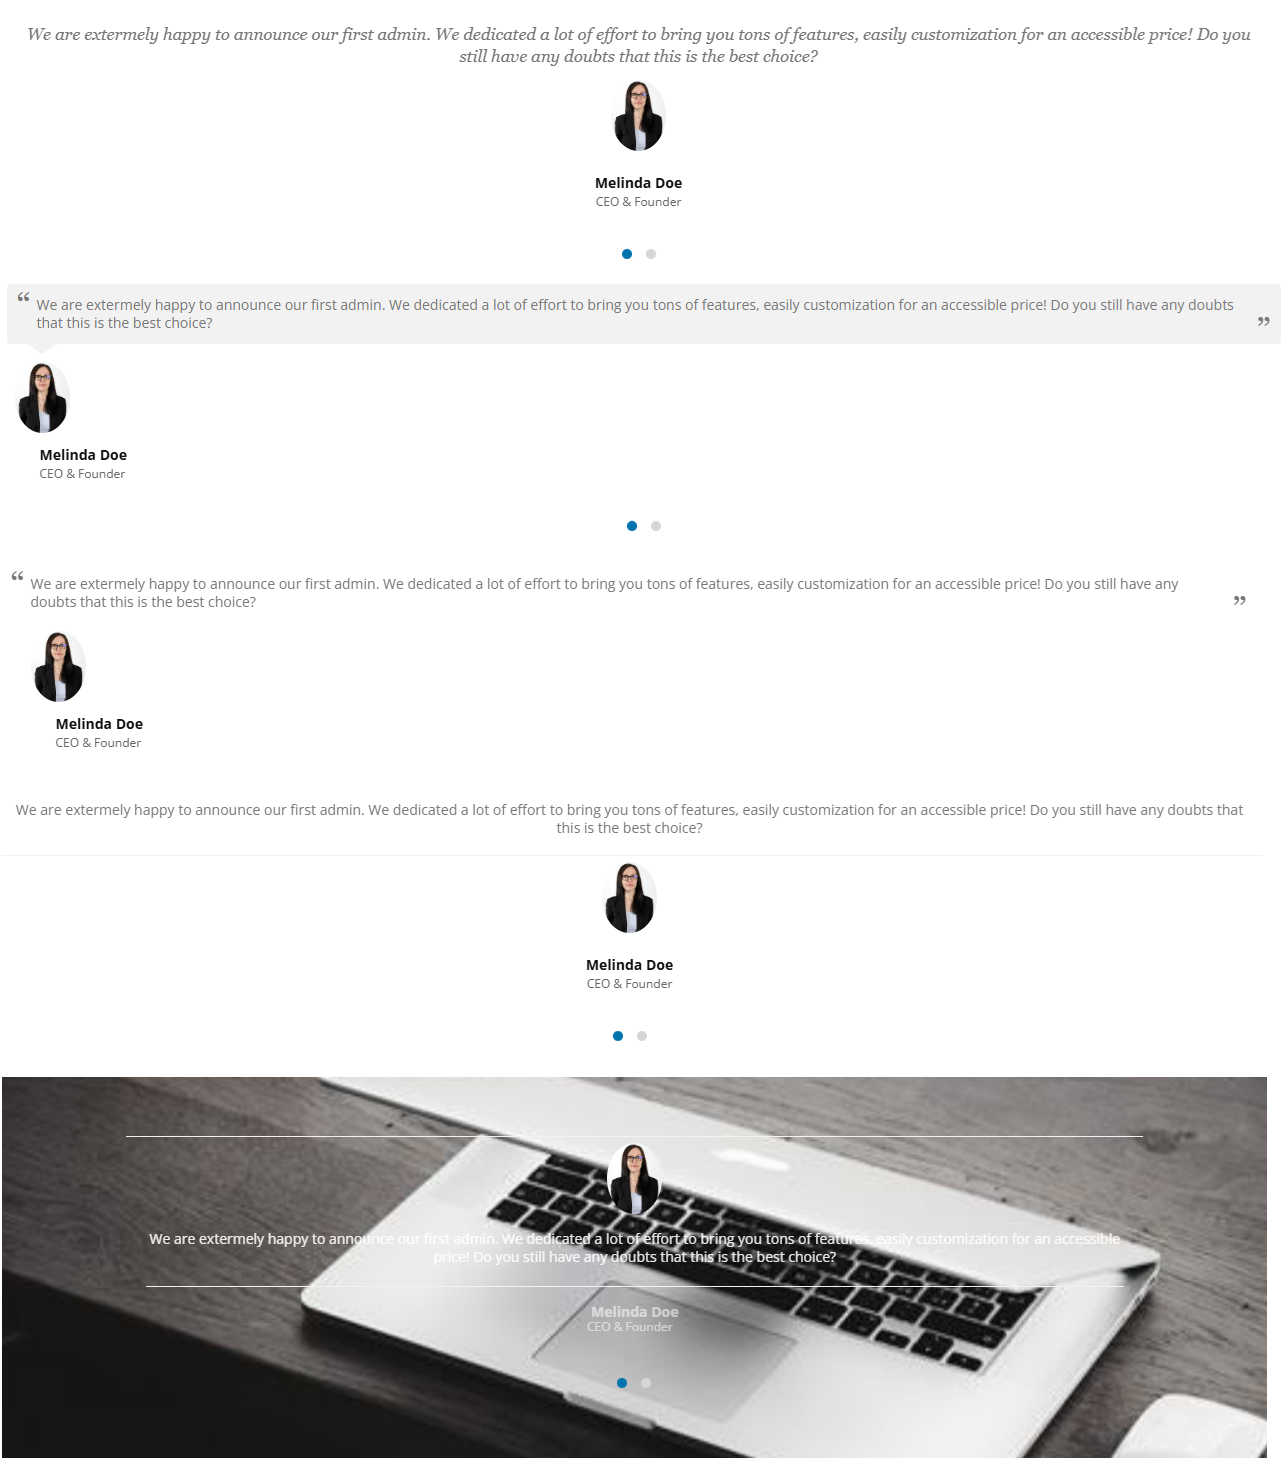 We are extermely happy to announce our first admin. We dedicated a lot of effort to bring you tons of features, easily customization for an accessible price! Do you
still have any doubts that this is the best choice?
Melinda Doe
CEO & Founder
“ We are extermely happy to announce our first admin. We dedicated a lot of effort to bring you tons of features, easily customization for an accessible price! Do you still have any doubts
that this is the best choice? ”
Melinda Doe
CEO & Founder
“ We are extermely happy to announce our first admin. We dedicated a lot of effort to bring you tons of features, easily customization for an accessible price! Do you still have any
doubts that this is the best choice? ”
Melinda Doe
CEO & Founder
We are extermely happy to announce our first admin. We dedicated a lot of effort to bring you tons of features, easily customization for an accessible price! Do you still have any doubts that
this is the best choice?
Melinda Doe
CEO & Founder
We are extermely happy to announce our first admin. We dedicated a lot of effort to bring you tons of features, easily customization for an accessible
price! Do you still have any doubts that this is the best choice?
Melinda Doe
CEO & Founder